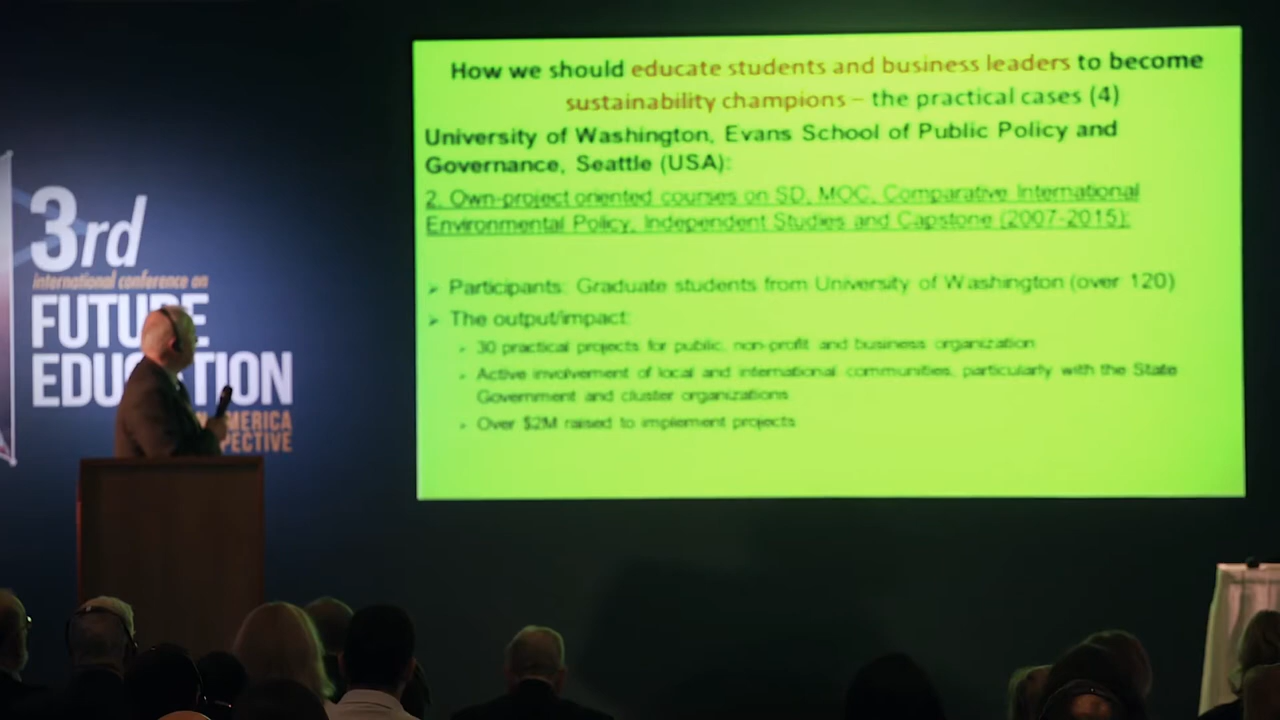 3rd
international conference on
FUTURE
EDUCATION
AMERICA
How we should educate students and business leaders to become
sustainability champions – the practical cases (4)
University of Washington, Evans School of Public Policy and
Governance, Seattle (USA):
2. Own-project oriented courses on SD, MOC, Comparative International
Environmental Policy, Independent Studies and Capstone (2007-2015):
➢ Participants: Graduate students from University of Washington (over 120)
➢ The output/impact:
➢ 30 practical projects for public, non-profit and business organization
➢ Active involvement of local and international communities, particularly with the State
Government and cluster organizations
➢ Over $2M raised to implement projects